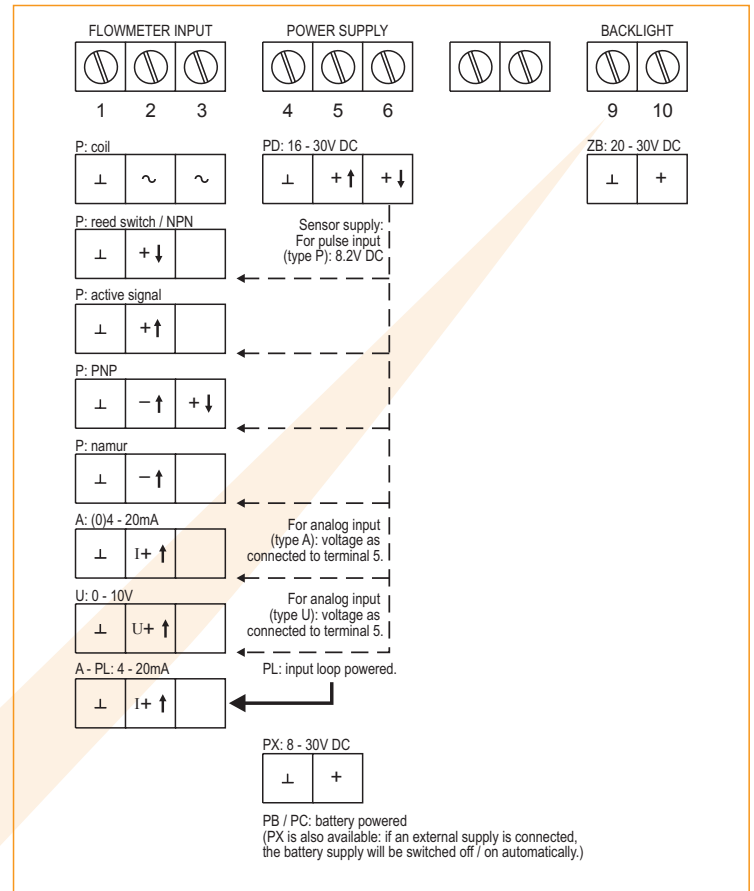 FLOWMETER INPUT
POWER SUPPLY
BACKLIGHT
1 2 3
4 5 6
9 10
P: coil
PD: 16 - 30V DC
ZB: 20 - 30V DC
⊥ ~ ~
⊥ +↑ +↓
⊥ +
P: reed switch / NPN
⊥ +↓
Sensor supply:
For pulse input
(type P): 8.2V DC
P: active signal
⊥ +↑
P: PNP
⊥ −↑ +↓
P: namur
⊥ −↑
A: (0)4 - 20mA
⊥ I+ ↑
For analog input
(type A): voltage as
connected to terminal 5.
U: 0 - 10V
⊥ U+ ↑
For analog input
(type U): voltage as
connected to terminal 5.
A - PL: 4 - 20mA
⊥ I+ ↑
PL: input loop powered.
PX: 8 - 30V DC
⊥ +
PB / PC: battery powered
(PX is also available: if an external supply is connected,
the battery supply will be switched off / on automatically.)